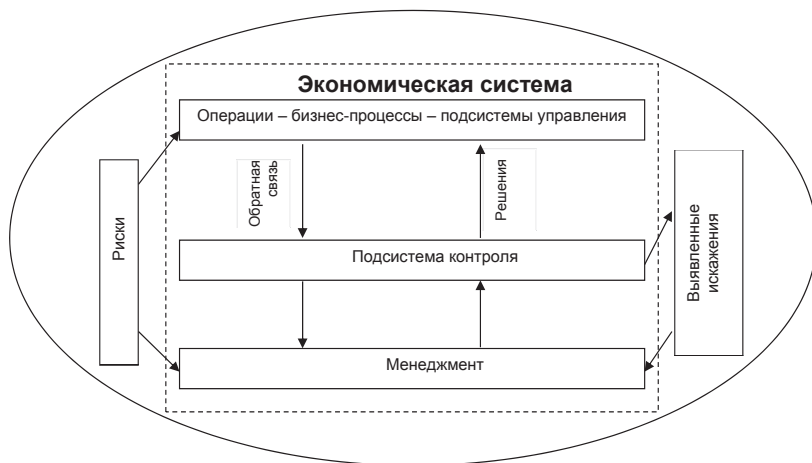 Экономическая система
Операции – бизнес-процессы – подсистемы управления
Риски
Обратная
связь
Решения
Выявленные
искажения
Подсистема контроля
Менеджмент